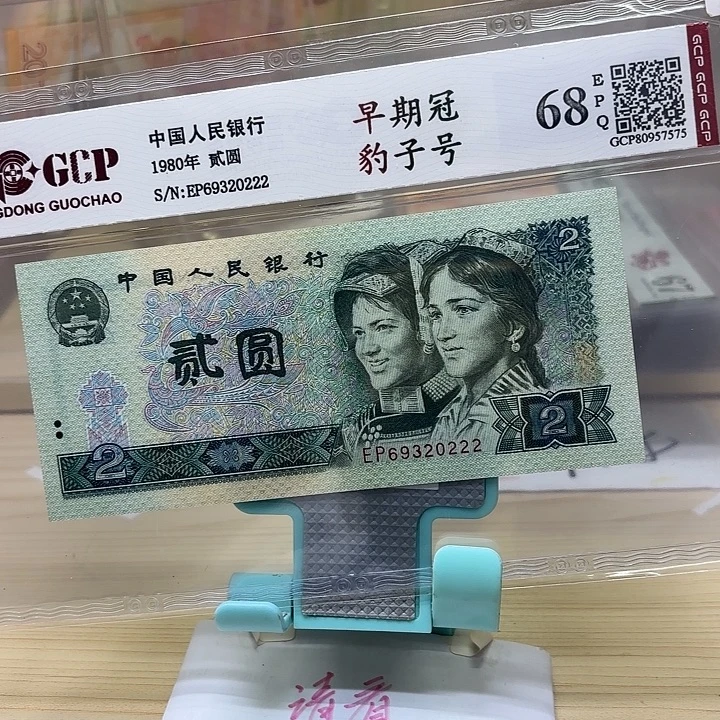 GCP
GDONG GUOCHAO
中国人民银行
1980年 贰圆
S/N:EP69320222
早期冠
豹子号
68
EPQ
GCP80957575
GCP GCP GCP
中国人民银行
贰圆
2
2
2
EP69320222
请看